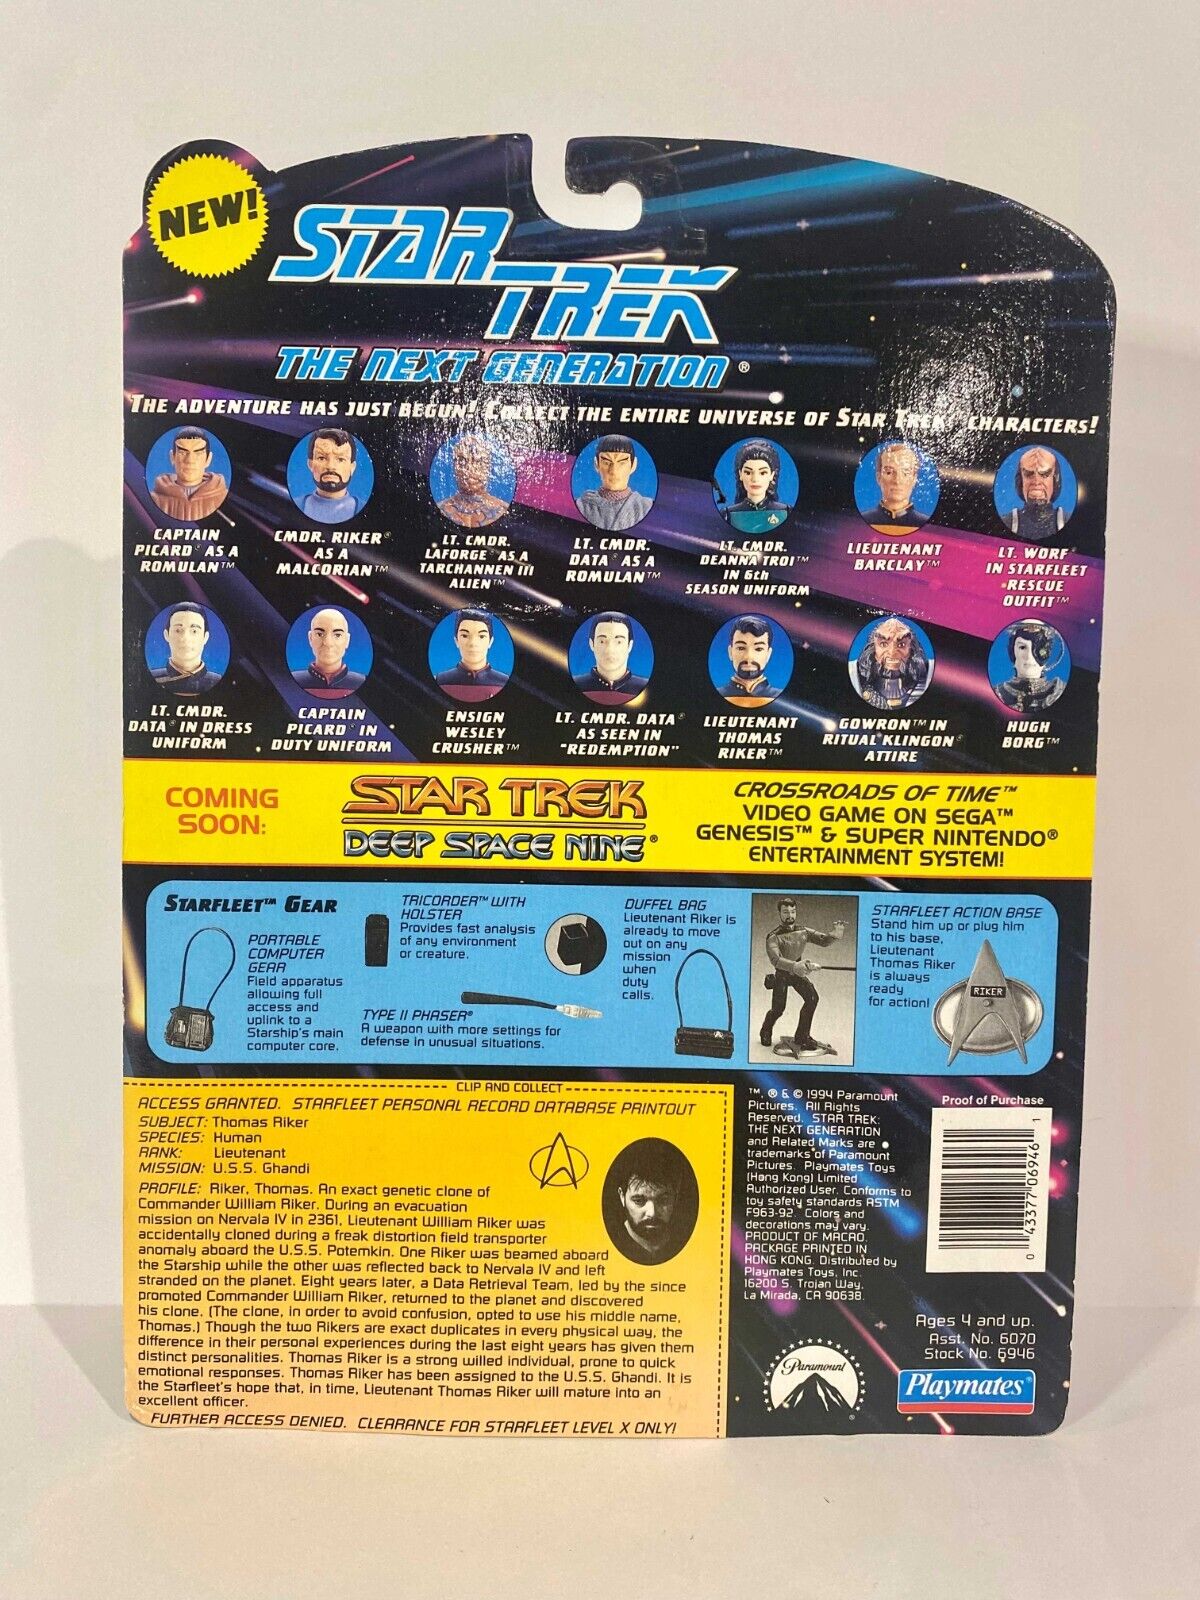 NEW!
STAR
TREK
THE NEXT GENERATION®
THE ADVENTURE HAS JUST BEGUN! COLLECT THE ENTIRE UNIVERSE OF STAR TREK® CHARACTERS!
CAPTAIN
PICARD® AS A
ROMULAN™
CMDR. RIKER®
AS A
MALCORIAN™
LT. CMDR.
LAFORGE® AS A
TARCHANNEN III
ALIEN™
LT. CMDR.
DATA® AS A
ROMULAN™
LT. CMDR.
DEANNA TROI™
IN 6th
SEASON UNIFORM
LIEUTENANT
BARCLAY™
LT. WORF®
IN STARFLEET
RESCUE
OUTFIT™
LT. CMDR.
DATA® IN DRESS
UNIFORM
CAPTAIN
PICARD® IN
DUTY UNIFORM
ENSIGN
WESLEY
CRUSHER™
LT. CMDR. DATA®
AS SEEN IN
"REDEMPTION"
LIEUTENANT
THOMAS
RIKER™
GOWRON™ IN
RITUAL KLINGON®
ATTIRE
HUGH
BORG™
COMING
SOON:
STAR TREK
DEEP SPACE NINE®
CROSSROADS OF TIME™
VIDEO GAME ON SEGA™
GENESIS™ & SUPER NINTENDO®
ENTERTAINMENT SYSTEM!
STARFLEET™ GEAR
PORTABLE
COMPUTER
GEAR
Field apparatus
allowing full
access and
uplink to a
Starship's main
computer core.
TRICORDER™ WITH
HOLSTER
Provides fast analysis
of any environment
or creature.
TYPE II PHASER®
A weapon with more settings for
defense in unusual situations.
DUFFEL BAG
Lieutenant Riker is
already to move
out on any
mission
when
duty
calls.
STARFLEET ACTION BASE
Stand him up or plug him
to his base,
Lieutenant
Thomas Riker
is always
ready
for action!
RIKER
CLIP AND COLLECT
ACCESS GRANTED. STARFLEET PERSONAL RECORD DATABASE PRINTOUT
SUBJECT: Thomas Riker
SPECIES: Human
RANK: Lieutenant
MISSION: U.S.S. Ghandi
PROFILE: Riker, Thomas. An exact genetic clone of
Commander William Riker. During an evacuation
mission on Nervala IV in 2361, Lieutenant William Riker was
accidentally cloned during a freak distortion field transporter
anomaly aboard the U.S.S. Potemkin. One Riker was beamed aboard
the Starship while the other was reflected back to Nervala IV and left
stranded on the planet. Eight years later, a Data Retrieval Team, led by the since
promoted Commander William Riker, returned to the planet and discovered
his clone. (The clone, in order to avoid confusion, opted to use his middle name,
Thomas.) Though the two Rikers are exact duplicates in every physical way, the
difference in their personal experiences during the last eight years has given them
distinct personalities. Thomas Riker is a strong willed individual, prone to quick
emotional responses. Thomas Riker has been assigned to the U.S.S. Ghandi. It is
the Starfleet's hope that, in time, Lieutenant Thomas Riker will mature into an
excellent officer.
FURTHER ACCESS DENIED. CLEARANCE FOR STARFLEET LEVEL X ONLY!
™, ® & © 1994 Paramount
Pictures. All Rights
Reserved. STAR TREK:
THE NEXT GENERATION
and Related Marks are
trademarks of Paramount
Pictures. Playmates Toys
(Hong Kong) Limited
Authorized User. Conforms to
toy safety standards ASTM
F963-92. Colors and
decorations may vary.
PRODUCT OF MACAO.
PACKAGE PRINTED IN
HONG KONG. Distributed by
Playmates Toys, Inc.
16200 S. Trojan Way,
La Mirada, CA 90638.
Proof of Purchase
0 43377 06946 1
Ages 4 and up.
Asst. No. 6070
Stock No. 6946
Paramount
®
Playmates®